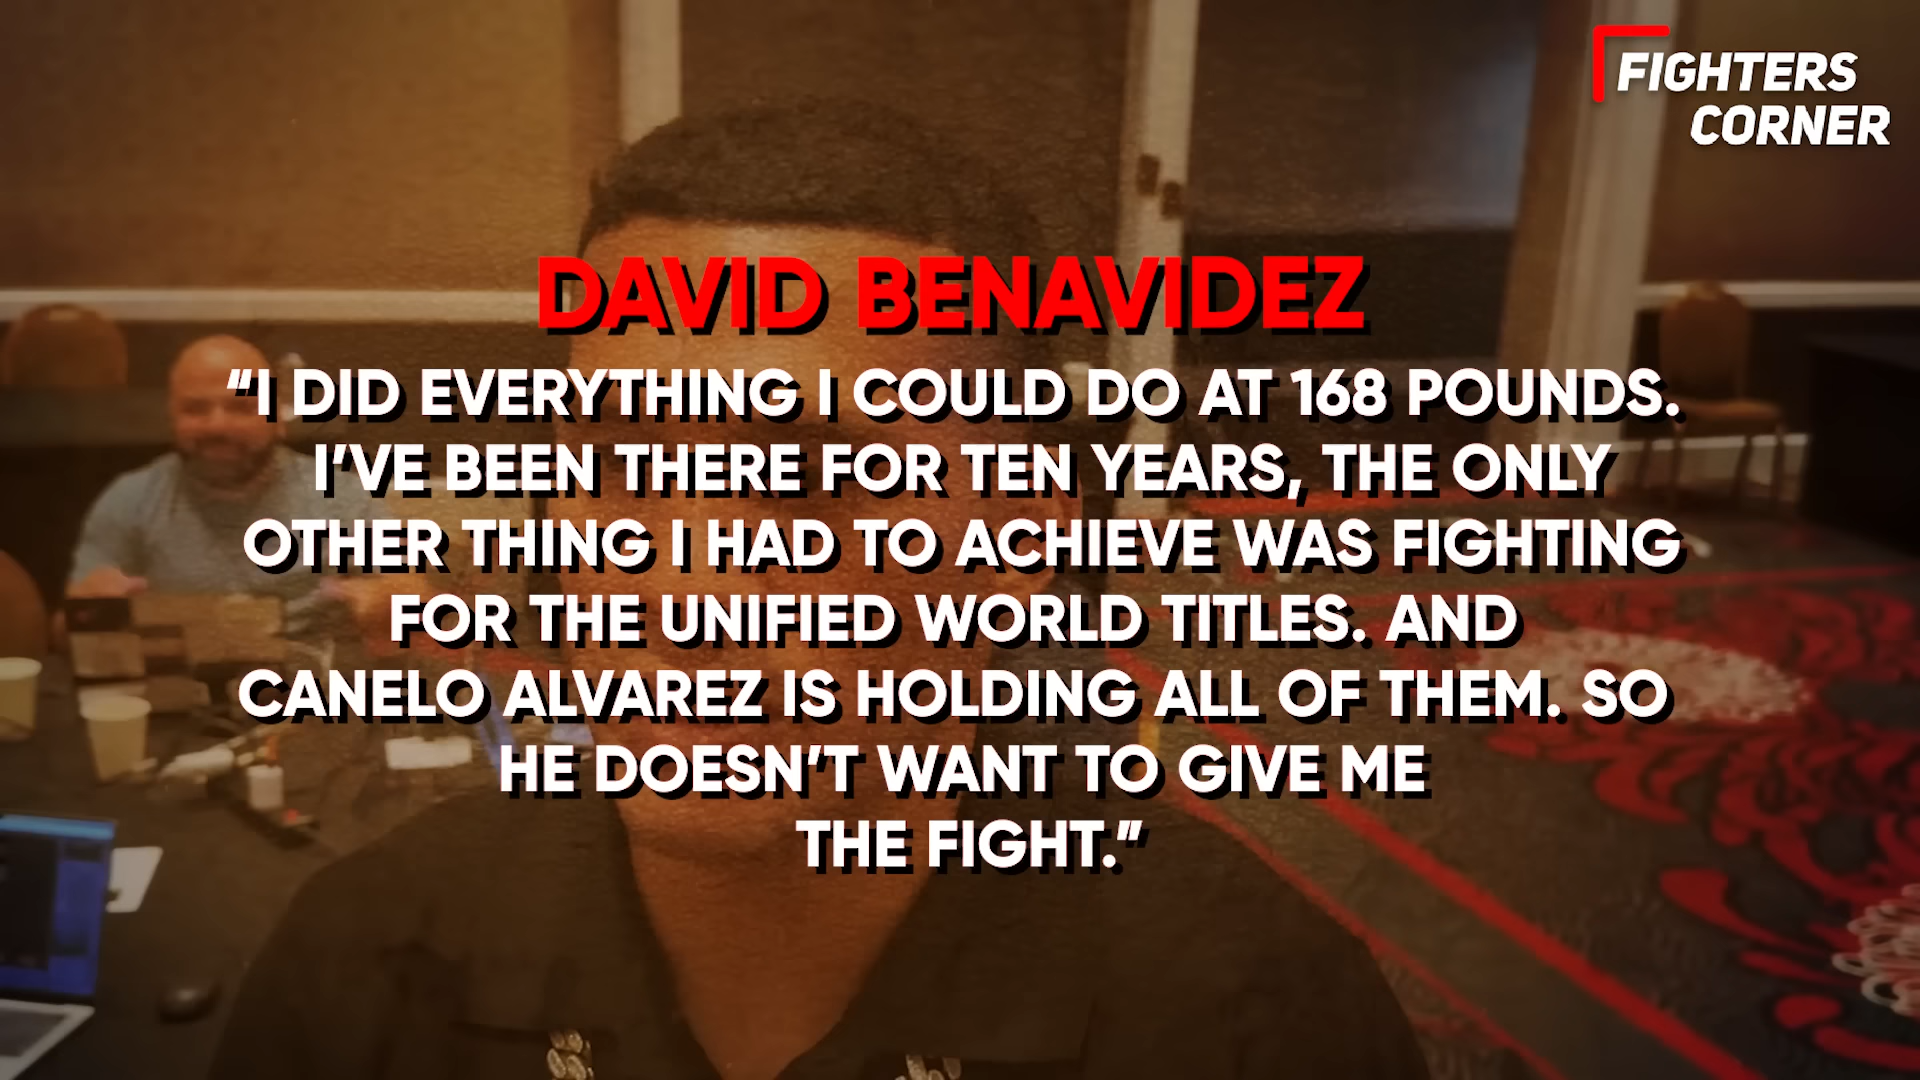 FIGHTERS
CORNER
DAVID BENAVIDEZ
“I DID EVERYTHING I COULD DO AT 168 POUNDS.
I’VE BEEN THERE FOR TEN YEARS, THE ONLY
OTHER THING I HAD TO ACHIEVE WAS FIGHTING
FOR THE UNIFIED WORLD TITLES. AND
CANELO ALVAREZ IS HOLDING ALL OF THEM. SO
HE DOESN’T WANT TO GIVE ME
THE FIGHT.”